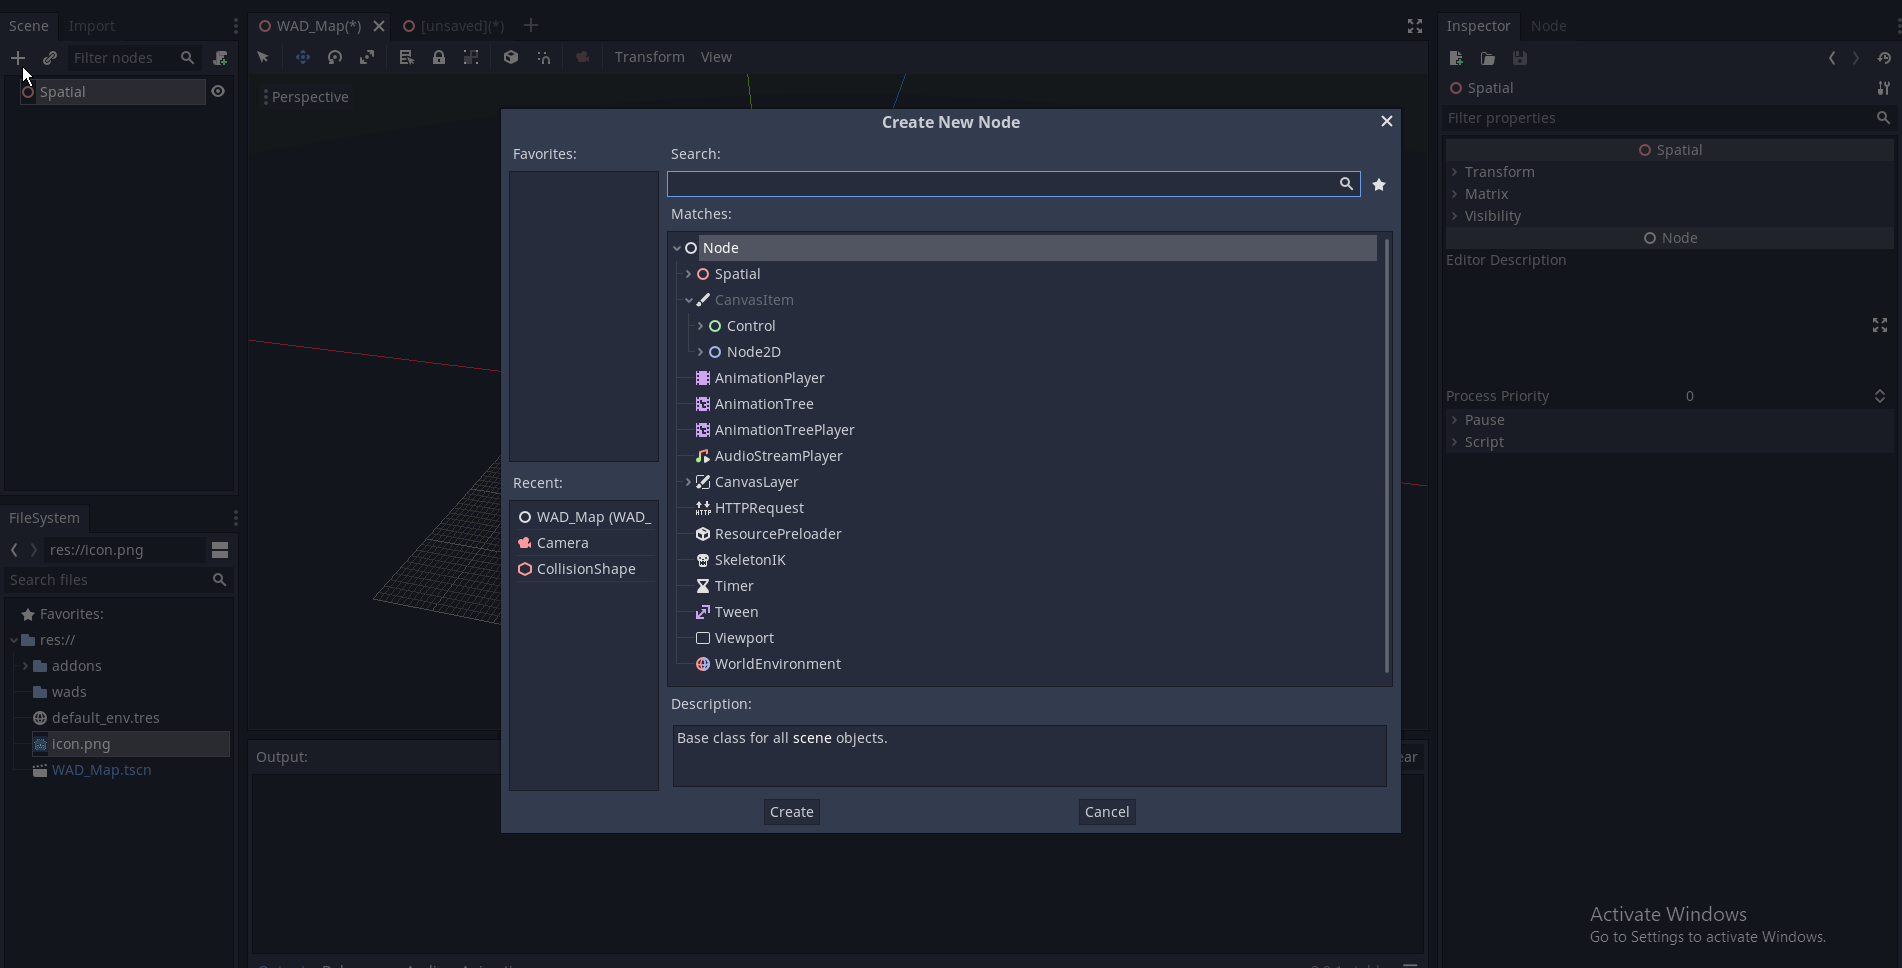 Scene Import
WAD_Map(*) [unsaved](*)
Inspector Node
Filter nodes
Transform View
Spatial
Perspective
Spatial
Filter properties
Spatial
Transform
Matrix
Visibility
Node
Editor Description
Process Priority 0
Pause
Script
Create New Node
Favorites:
Search:
Matches:
Node
Spatial
CanvasItem
Control
Node2D
AnimationPlayer
AnimationTree
AnimationTreePlayer
AudioStreamPlayer
CanvasLayer
HTTPRequest
ResourcePreloader
SkeletonIK
Timer
Tween
Viewport
WorldEnvironment
Recent:
WAD_Map (WAD_
Camera
CollisionShape
Description:
Base class for all scene objects.
Create Cancel
FileSystem
res://icon.png
Search files
Favorites:
res://
addons
wads
default_env.tres
icon.png
WAD_Map.tscn
Output:
ear
Activate Windows
Go to Settings to activate Windows.